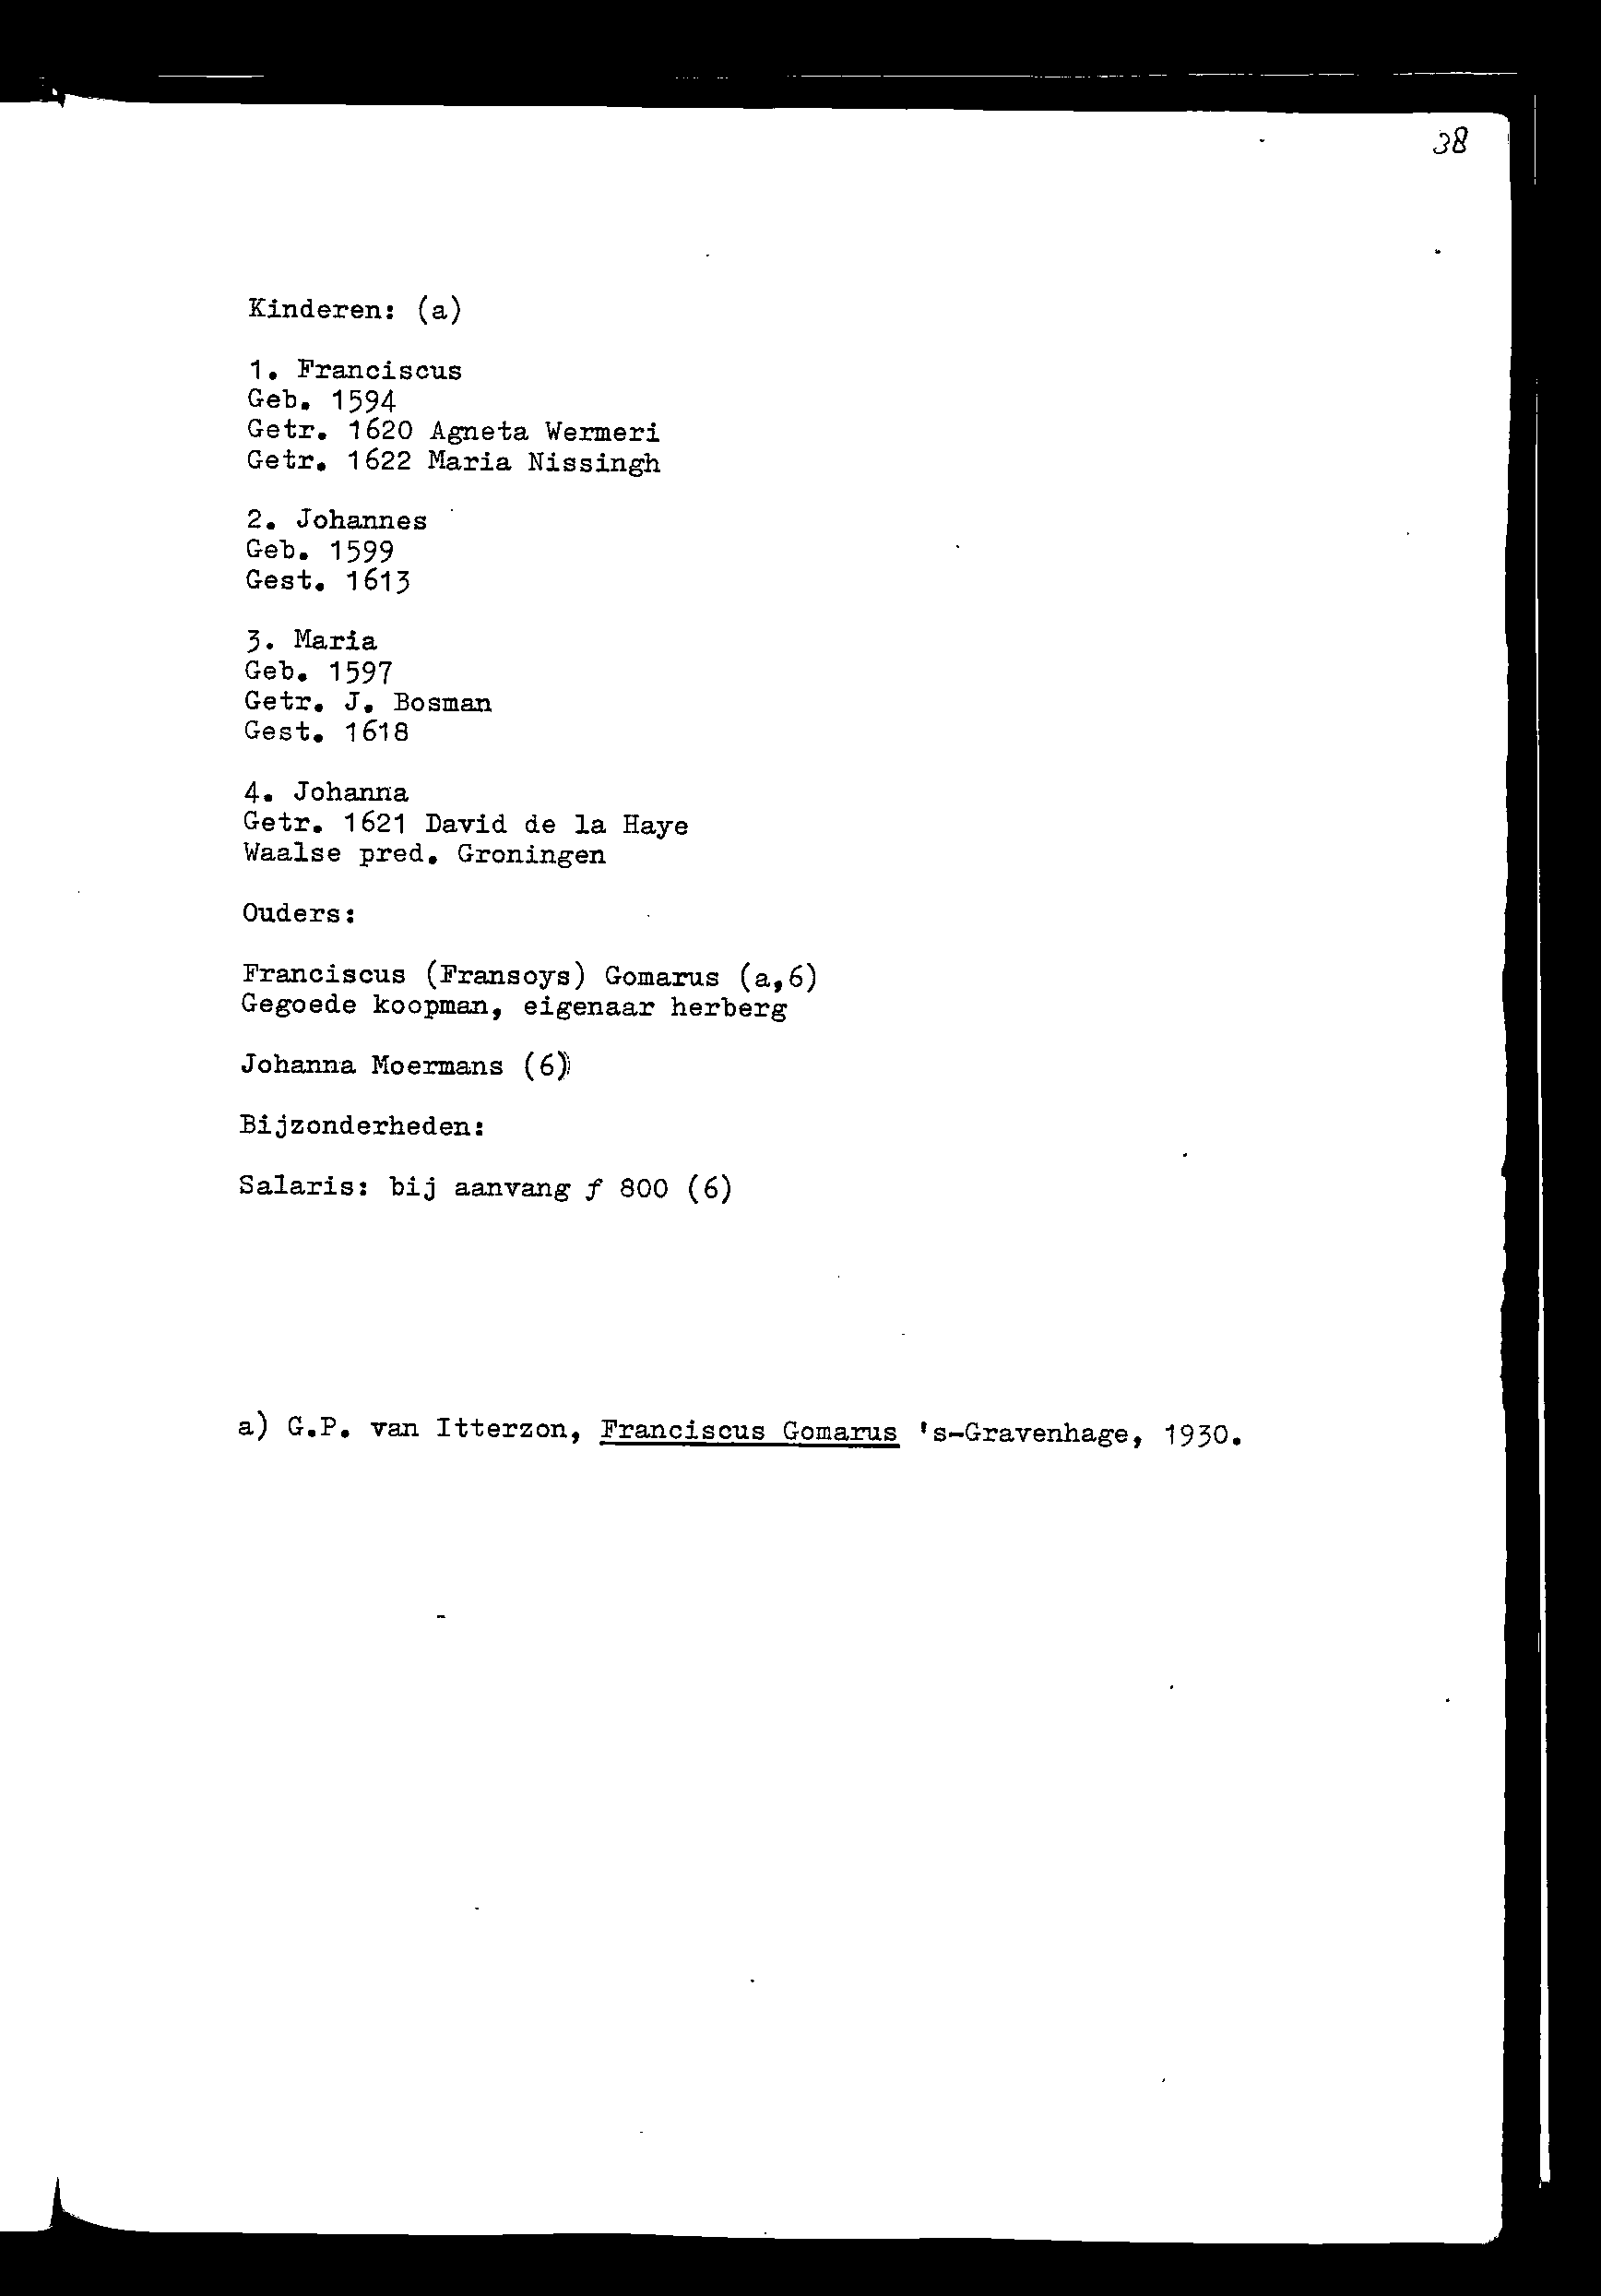 38
Kinderen: (a)
1. Franciscus
Geb. 1594
Getr. 1620 Agneta Wermeri
Getr. 1622 Maria Nissingh
2. Johannes
Geb. 1599
Gest. 1613
3. Maria
Geb. 1597
Getr. J. Bosman
Gest. 1618
4. Johanna
Getr. 1621 David de la Haye
Waalse pred. Groningen
Ouders:
Franciscus (Fransoys) Gomarus (a,6)
Gegoede koopman, eigenaar herberg
Johanna Moermans (6)
Bijzonderheden:
Salaris: bij aanvang ƒ 800 (6)
a) G.P. van Itterzon, Franciscus Gomarus 's-Gravenhage, 1930.